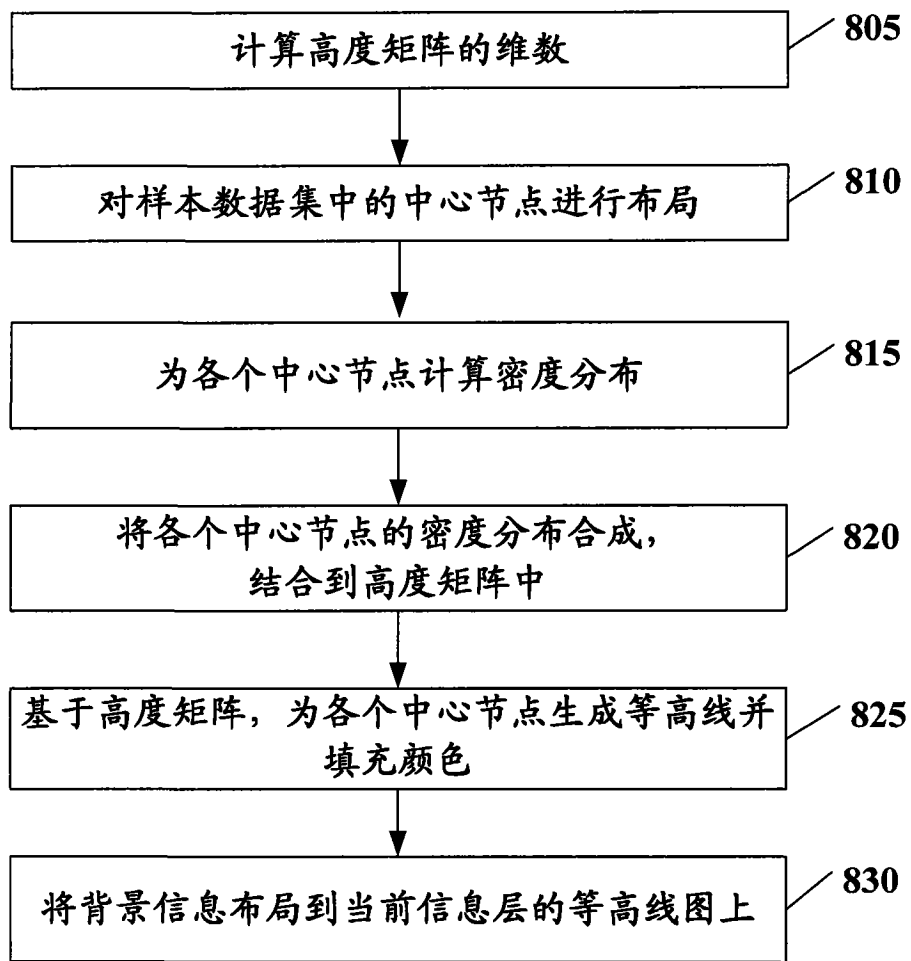 计算高度矩阵的维数
805
对样本数据集中的中心节点进行布局
810
为各个中心节点计算密度分布
815
将各个中心节点的密度分布合成，
结合到高度矩阵中
820
基于高度矩阵，为各个中心节点生成等高线并
填充颜色
825
将背景信息布局到当前信息层的等高线图上
830